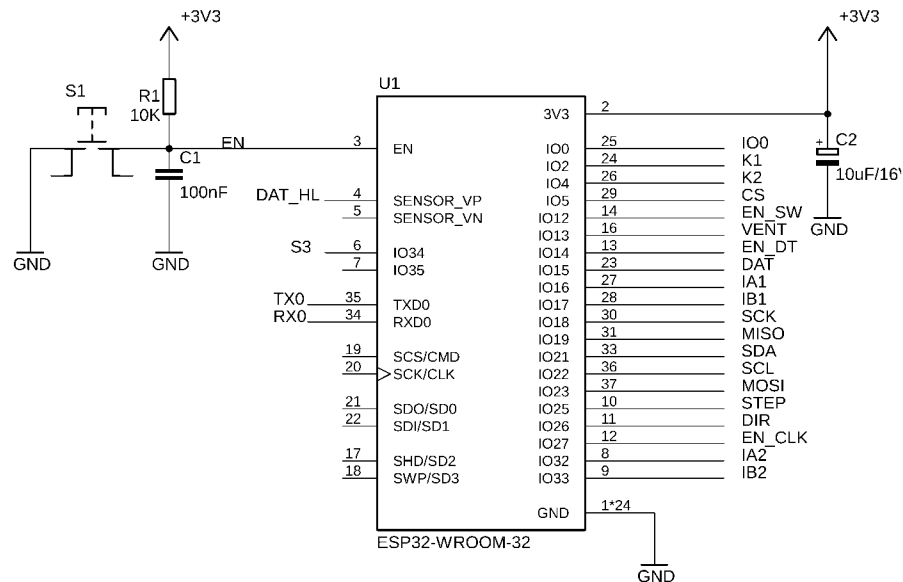 +3V3
+3V3
S1
R1
10K
U1
EN
C1
100nF
GND
GND
3 EN
DAT_HL 4 SENSOR_VP
5 SENSOR_VN
S3 6 IO34
7 IO35
TX0 35 TXD0
RX0 34 RXD0
19 SCS/CMD
20 SCK/CLK
21 SDO/SD0
22 SDI/SD1
17 SHD/SD2
18 SWP/SD3
3V3 2
IO0 25 IO0
IO2 24 K1
IO4 26 K2
IO5 29 CS
IO12 14 EN_SW
IO13 16 VENT
IO14 13 EN_DT
IO15 23 DAT
IO16 27 IA1
IO17 28 IB1
IO18 30 SCK
IO19 31 MISO
IO21 33 SDA
IO22 36 SCL
IO23 37 MOSI
IO25 10 STEP
IO26 11 DIR
IO27 12 EN_CLK
IO32 8 IA2
IO33 9 IB2
GND 1*24
+ C2
10uF/16
GND
ESP32-WROOM-32
GND